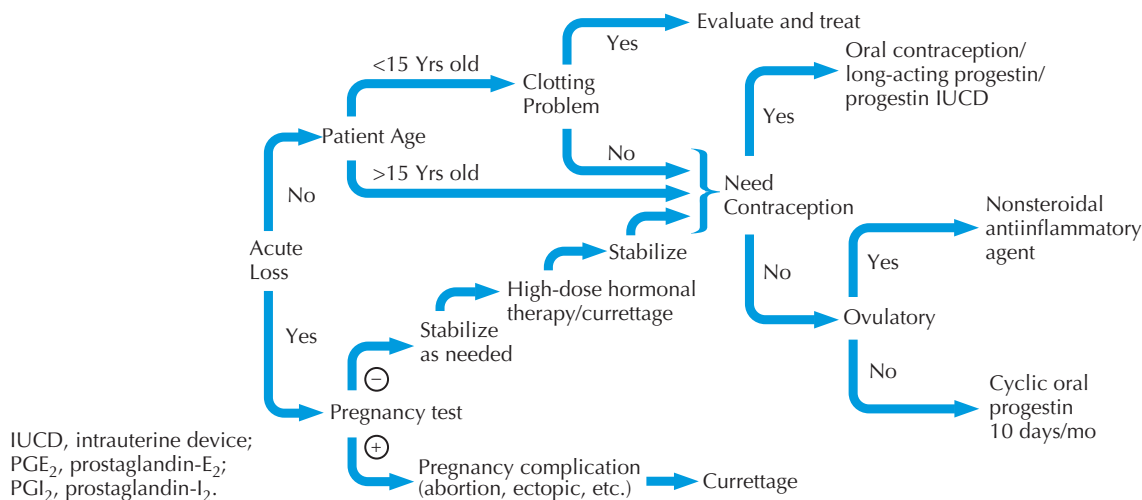 Evaluate and treat
Yes
<15 Yrs old
Clotting
Problem
Oral contraception/
long-acting progestin/
progestin IUCD
Yes
Patient Age
No
>15 Yrs old
No
Need
Contraception
Nonsteroidal
antiinflammatory
agent
Acute
Loss
Stabilize
No
Yes
High-dose hormonal
therapy/currettage
Ovulatory
Yes
Stabilize
as needed
No
−
Pregnancy test
Cyclic oral
progestin
10 days/mo
+
IUCD, intrauterine device;
PGE₂, prostaglandin-E₂;
PGI₂, prostaglandin-I₂.
Pregnancy complication
(abortion, ectopic, etc.)
Currettage